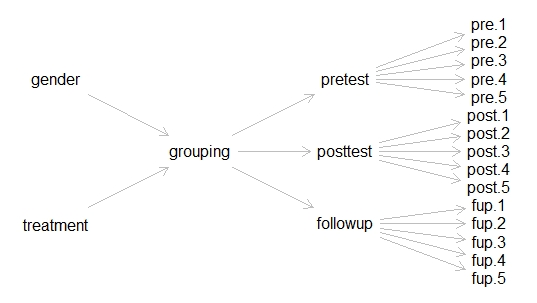 gender
treatment
grouping
pretest
posttest
followup
pre.1
pre.2
pre.3
pre.4
pre.5
post.1
post.2
post.3
post.4
post.5
fup.1
fup.2
fup.3
fup.4
fup.5